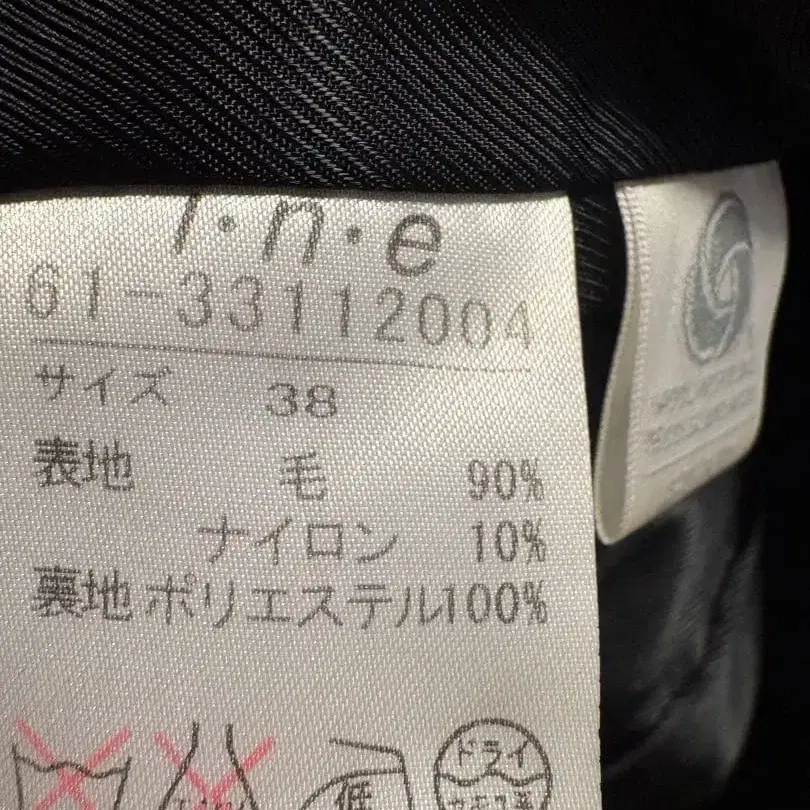 i・n・e
61-33112004
サイズ 38
表地 毛 90%
ナイロン 10%
裏地 ポリエステル100%
低
ドライ